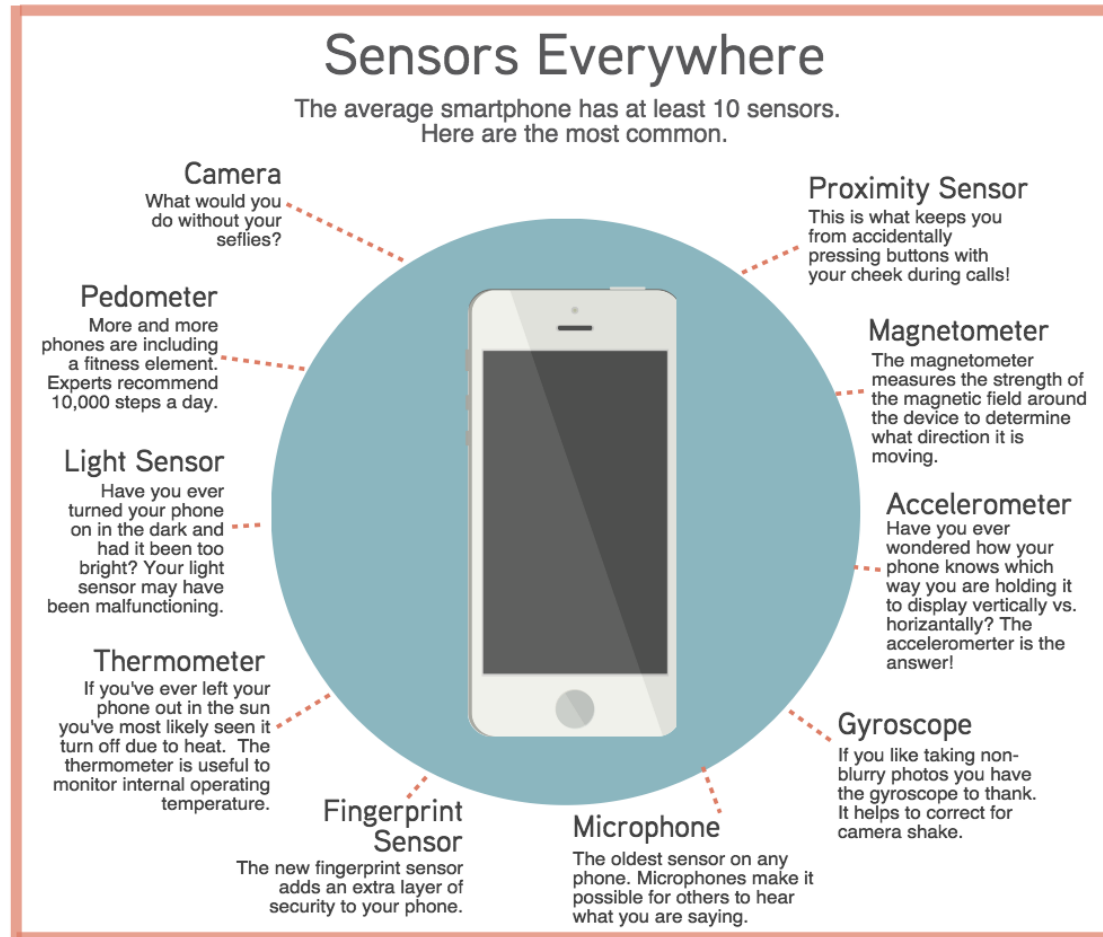 Sensors Everywhere
The average smartphone has at least 10 sensors.
Here are the most common.
Camera
What would you
do without your
seflies?
Pedometer
More and more
phones are including
a fitness element.
Experts recommend
10,000 steps a day.
Light Sensor
Have you ever
turned your phone
on in the dark and
had it been too
bright? Your light
sensor may have
been malfunctioning.
Thermometer
If you've ever left your
phone out in the sun
you've most likely seen it
turn off due to heat.  The
thermometer is useful to
monitor internal operating
temperature.
Fingerprint
Sensor
The new fingerprint sensor
adds an extra layer of
security to your phone.
Proximity Sensor
This is what keeps you
from accidentally
pressing buttons with
your cheek during calls!
Magnetometer
The magnetometer
measures the strength of
the magnetic field around
the device to determine
what direction it is
moving.
Accelerometer
Have you ever
wondered how your
phone knows which
way you are holding it
to display vertically vs.
horizantally? The
acceleromerter is the
answer!
Gyroscope
If you like taking non-
blurry photos you have
the gyroscope to thank.
It helps to correct for
camera shake.
Microphone
The oldest sensor on any
phone. Microphones make it
possible for others to hear
what you are saying.